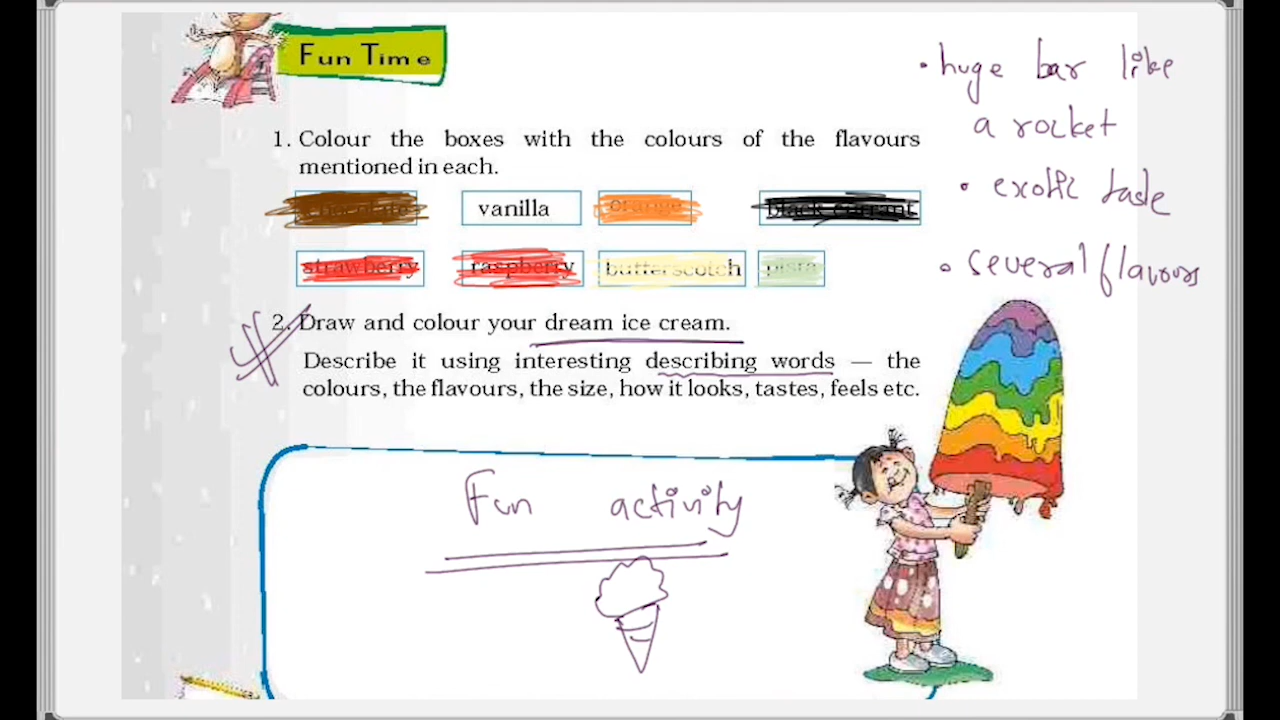 Fun Time
1. Colour the boxes with the colours of the flavours
mentioned in each.
chocolate vanilla orange black currant
strawberry raspberry butterscotch pista
2. Draw and colour your dream ice cream.
Describe it using interesting describing words — the
colours, the flavours, the size, how it looks, tastes, feels etc.
Fun activity
• huge bar like
a rocket
• exotic taste
• several flavours